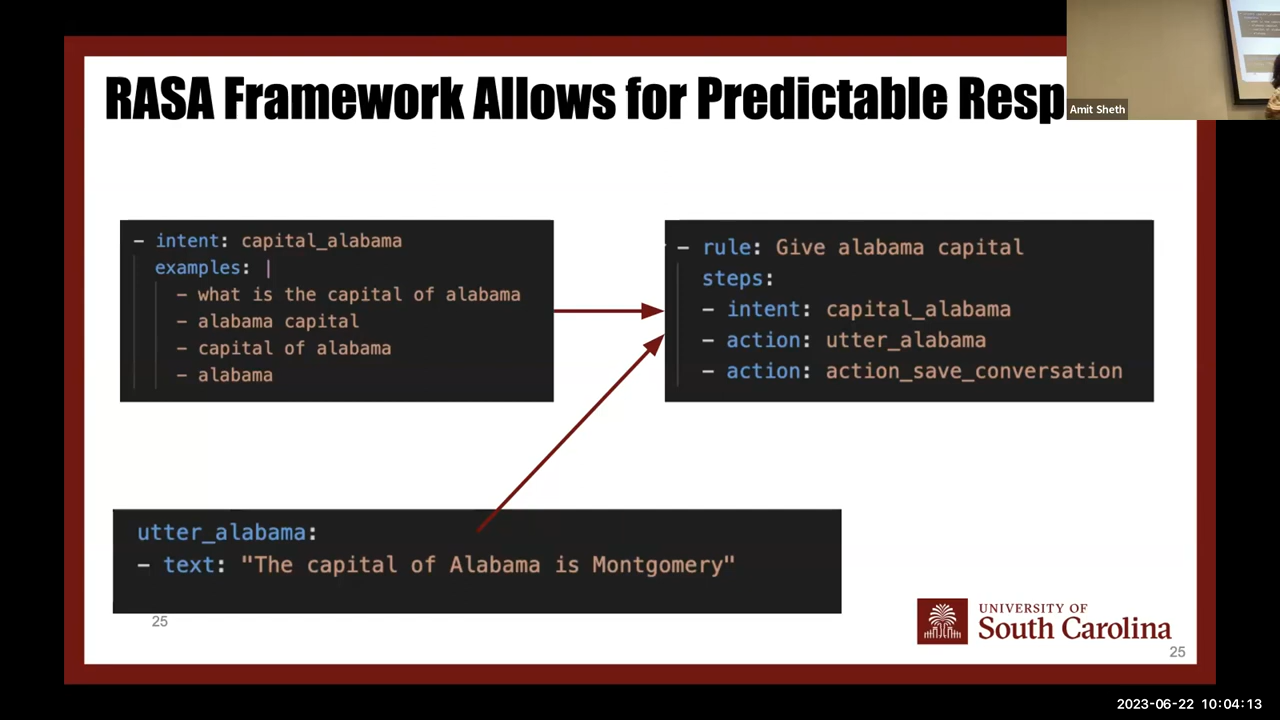 RASA Framework Allows for Predictable Resp
Amit Sheth
- intent: capital_alabama
examples: |
- what is the capital of alabama
- alabama capital
- capital of alabama
- alabama
- rule: Give alabama capital
steps:
- intent: capital_alabama
- action: utter_alabama
- action: action_save_conversation
utter_alabama:
- text: "The capital of Alabama is Montgomery"
25
UNIVERSITY OF
South Carolina
25
2023-06-22 10:04:13